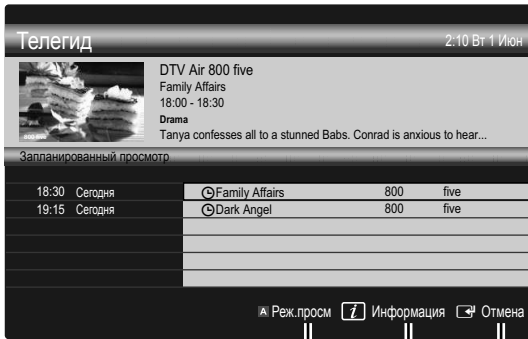 Телегид 2:10 Вт 1 Июн
DTV Air 800 five
Family Affairs
18:00 - 18:30
Drama
Tanya confesses all to a stunned Babs. Conrad is anxious to hear...
Запланированный просмотр
18:30 Сегодня Family Affairs 800 five
19:15 Сегодня Dark Angel 800 five
A Реж.просм i Информация Отмена